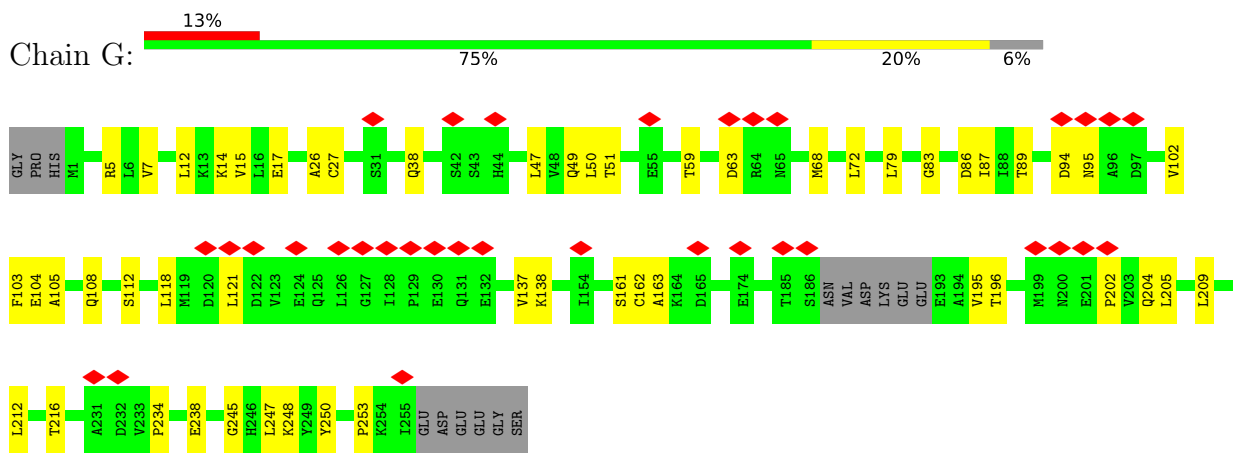 13%
Chain G:
75% 20% 6%
GLY PRO HIS M1 R5 L6 V7 L12 K13 K14 V15 L16 E17 A26 C27 S31 Q38 S42 S43 H44 L47 V48 Q49 L50 T51 E55 T59 D63 R64 N65 M68 L72 L79 G83 D86 I87 I88 T89 D94 N95 A96 D97 V102
F103 E104 A105 Q108 S112 L118 M119 D120 L121 D122 V123 E124 Q125 L126 G127 I128 P129 E130 Q131 E132 V137 K138 I154 S161 C162 A163 K164 D165 E174 T185 S186 ASN VAL ASP LYS GLU GLU E193 A194 V195 T196 M199 N200 E201 P202 V203 Q204 L205 L209
L212 T216 A231 D232 V233 P234 E238 G245 H246 L247 K248 Y249 Y250 P253 K254 I255 GLU ASP GLU GLU GLY SER